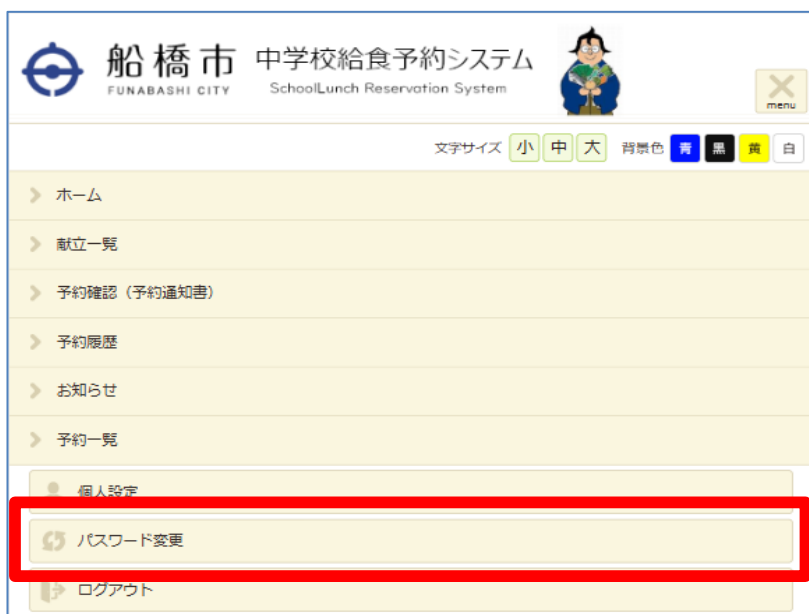 船橋市 中学校給食予約システム
FUNABASHI CITY SchoolLunch Reservation System
menu
文字サイズ 小 中 大 背景色 青 黒 黄 白
ホーム
献立一覧
予約確認（予約通知書）
予約履歴
お知らせ
予約一覧
個人設定
パスワード変更
ログアウト